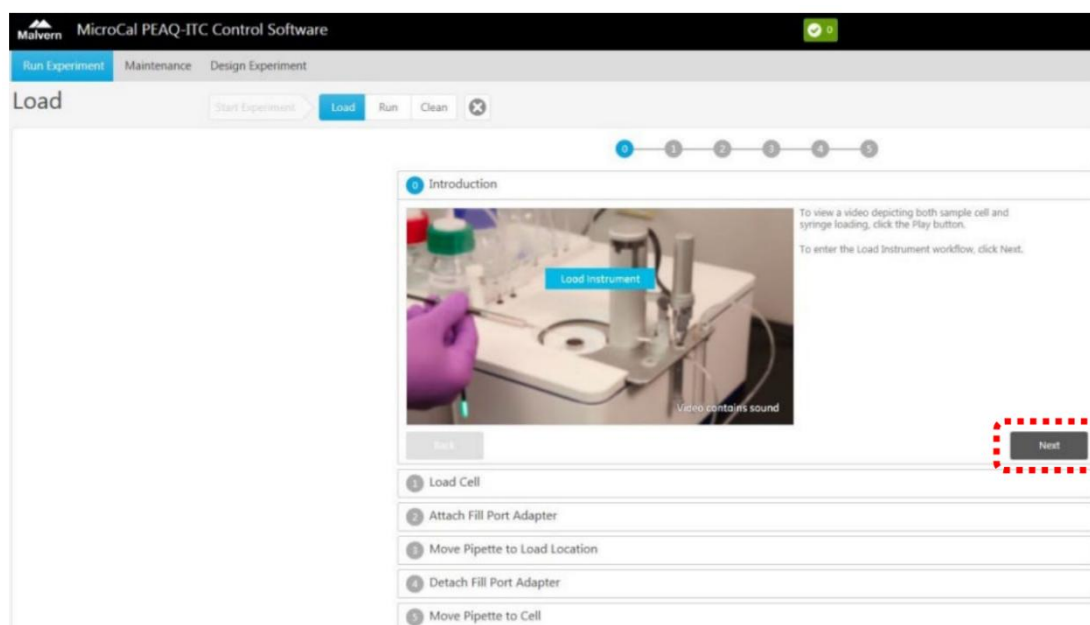 Malvern MicroCal PEAQ-ITC Control Software
0
Run Experiment Maintenance Design Experiment
Load
Start Experiment Load Run Clean
0 1 2 3 4 5
0 Introduction
To view a video depicting both sample cell and
syringe loading, click the Play button.
To enter the Load Instrument workflow, click Next.
Load Instrument
Video contains sound
Back
Next
1 Load Cell
2 Attach Fill Port Adapter
3 Move Pipette to Load Location
4 Detach Fill Port Adapter
5 Move Pipette to Cell